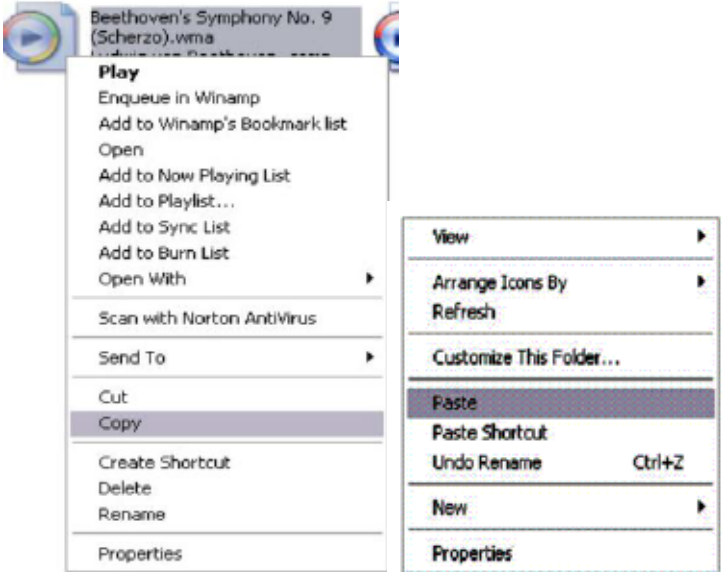 Beethoven's Symphony No. 9
(Scherzo).wma
Play
Enqueue in Winamp
Add to Winamp's Bookmark list
Open
Add to Now Playing List
Add to Playlist...
Add to Sync List
Add to Burn List
Open With
Scan with Norton AntiVirus
Send To
Cut
Copy
Create Shortcut
Delete
Rename
Properties
View
Arrange Icons By
Refresh
Customize This Folder...
Paste
Paste Shortcut
Undo Rename Ctrl+Z
New
Properties